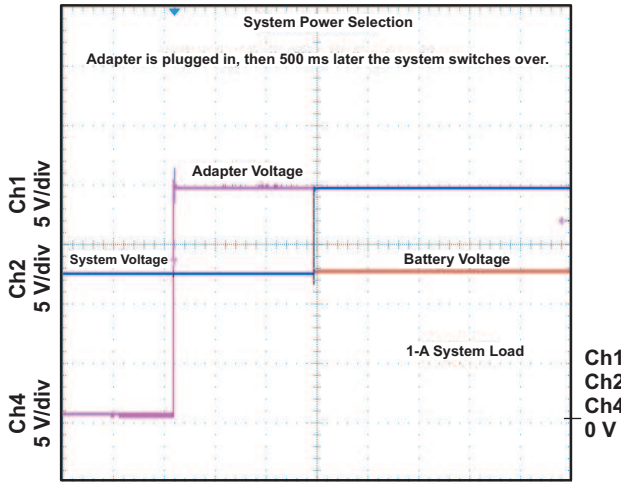 System Power Selection
Adapter is plugged in, then 500 ms later the system switches over.
Ch1
5 V/div
Adapter Voltage
Ch2
5 V/div
System Voltage
Battery Voltage
1-A System Load
Ch4
5 V/div
Ch1
Ch2
Ch4
0 V